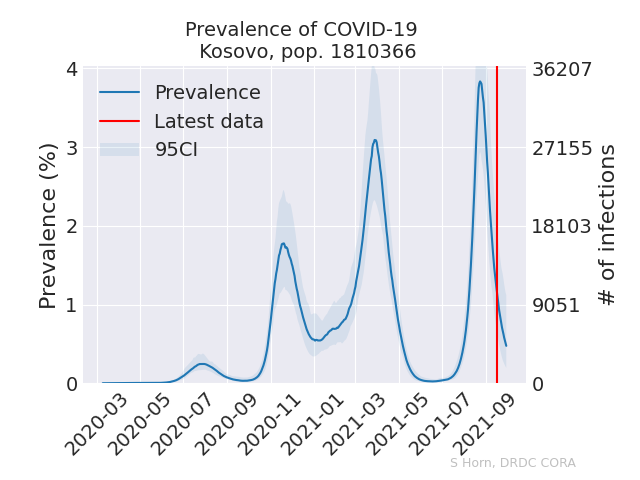 Prevalence of COVID-19
Kosovo, pop. 1810366
Prevalence
Latest data
95CI
Prevalence (%)
4
3
2
1
0
36207
27155
18103
9051
0
# of infections
2020-03
2020-05
2020-07
2020-09
2020-11
2021-01
2021-03
2021-05
2021-07
2021-09
S Horn, DRDC CORA